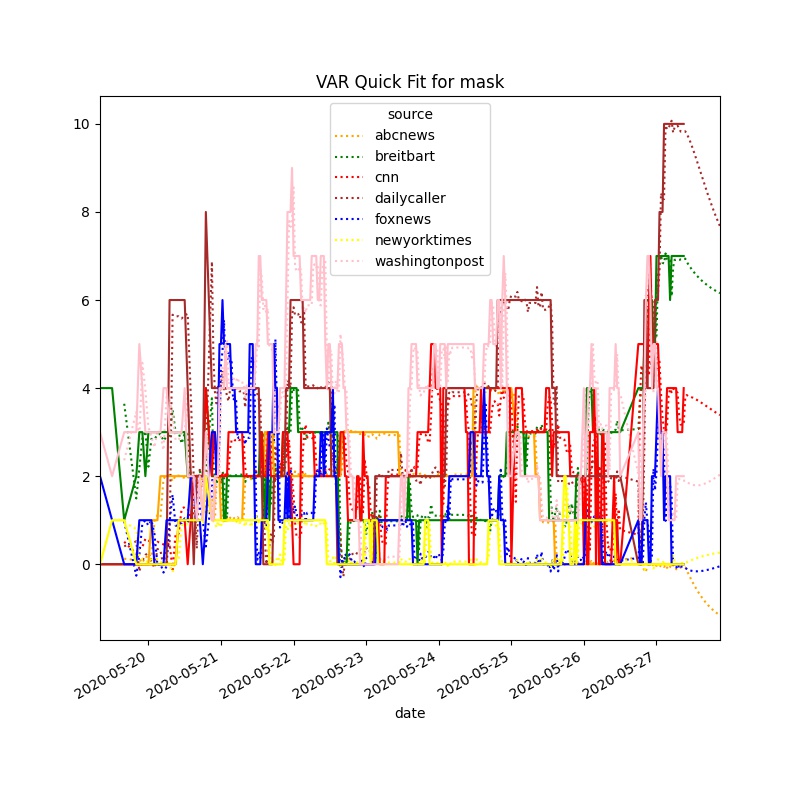 VAR Quick Fit for mask
source
abcnews
breitbart
cnn
dailycaller
foxnews
newyorktimes
washingtonpost
10
8
6
4
2
0
2020-05-20
2020-05-21
2020-05-22
2020-05-23
2020-05-24
2020-05-25
2020-05-26
2020-05-27
date